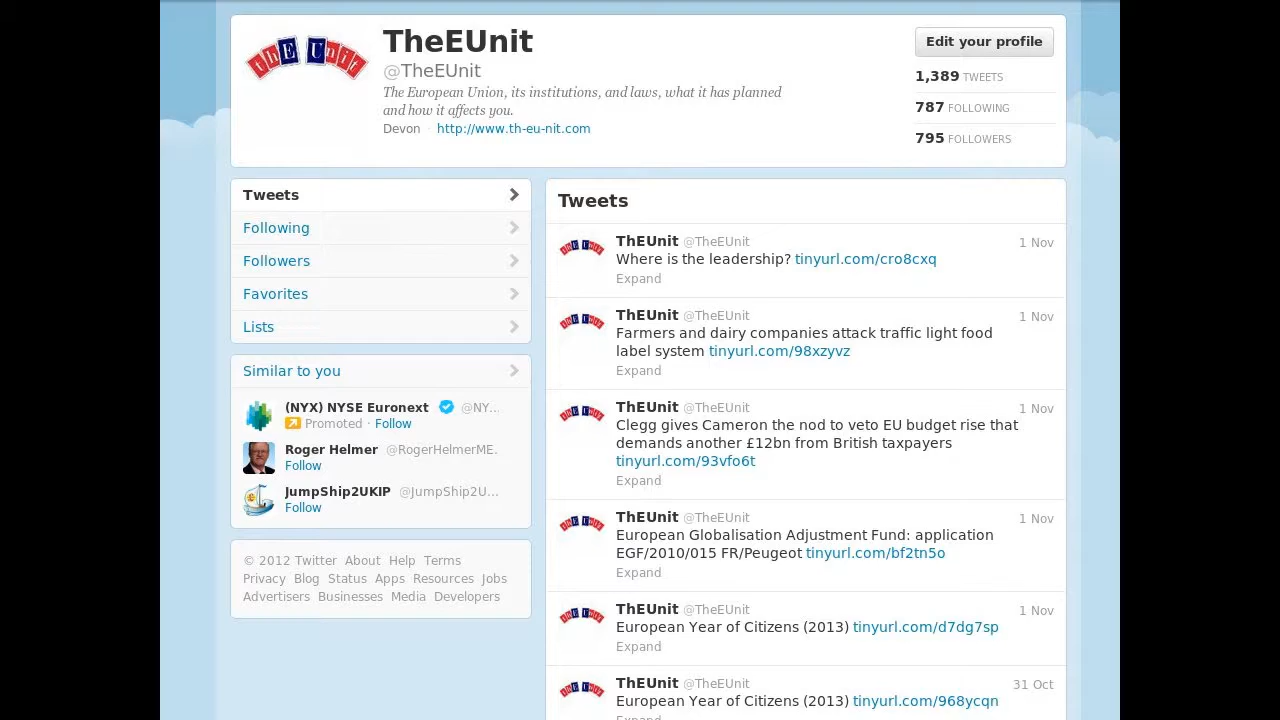 thEUnit
TheEUnit
@TheEUnit
The European Union, its institutions, and laws, what it has planned
and how it affects you.
Devon · http://www.th-eu-nit.com
Edit your profile
1,389 TWEETS
787 FOLLOWING
795 FOLLOWERS
Tweets
Following
Followers
Favorites
Lists
Similar to you
(NYX) NYSE Euronext @NY...
Promoted · Follow
Roger Helmer @RogerHelmerME.
Follow
JumpShip2UKIP @JumpShip2U...
Follow
© 2012 Twitter About Help Terms
Privacy Blog Status Apps Resources Jobs
Advertisers Businesses Media Developers
Tweets
ThEUnit @TheEUnit 1 Nov
Where is the leadership? tinyurl.com/cro8cxq
Expand
ThEUnit @TheEUnit 1 Nov
Farmers and dairy companies attack traffic light food
label system tinyurl.com/98xzyvz
Expand
ThEUnit @TheEUnit 1 Nov
Clegg gives Cameron the nod to veto EU budget rise that
demands another £12bn from British taxpayers
tinyurl.com/93vfo6t
Expand
ThEUnit @TheEUnit 1 Nov
European Globalisation Adjustment Fund: application
EGF/2010/015 FR/Peugeot tinyurl.com/bf2tn5o
Expand
ThEUnit @TheEUnit 1 Nov
European Year of Citizens (2013) tinyurl.com/d7dg7sp
Expand
ThEUnit @TheEUnit 31 Oct
European Year of Citizens (2013) tinyurl.com/968ycqn
Expand